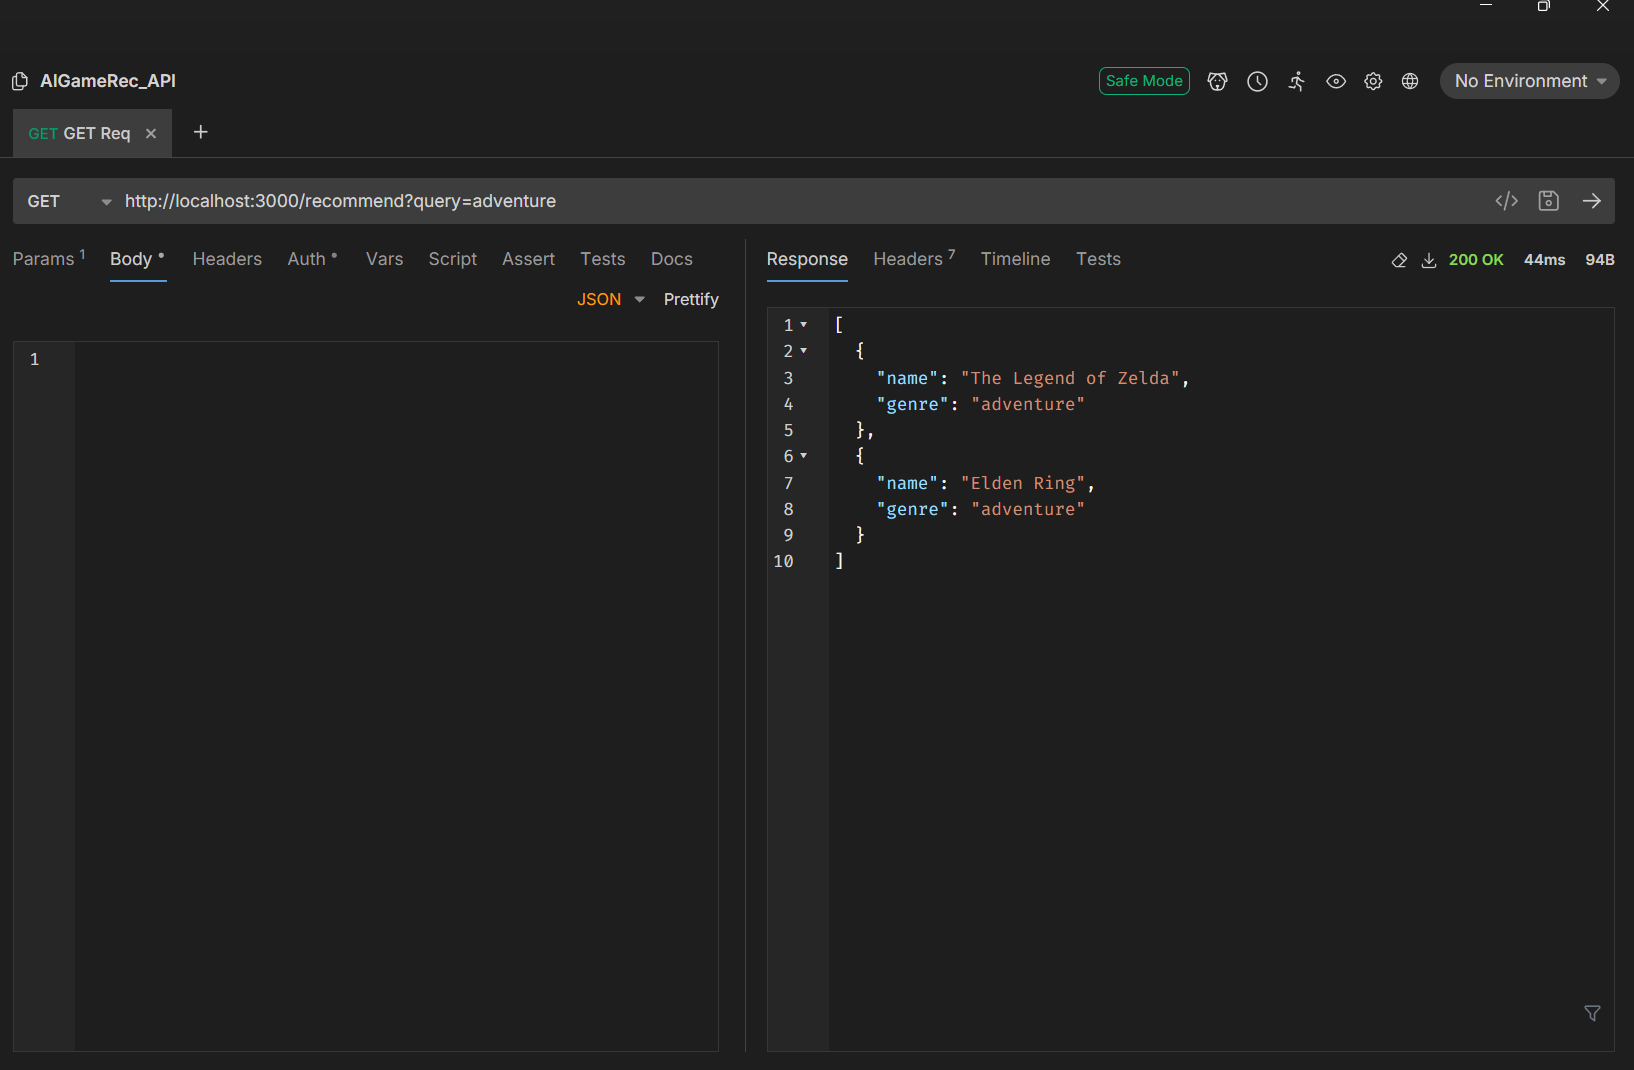 AIGameRec_API
Safe Mode
No Environment
GET GET Req
GET http://localhost:3000/recommend?query=adventure
Params 1 Body Headers Auth Vars Script Assert Tests Docs
JSON Prettify
1
Response Headers 7 Timeline Tests 200 OK 44ms 94B
1 [
2 {
3 "name": "The Legend of Zelda",
4 "genre": "adventure"
5 },
6 {
7 "name": "Elden Ring",
8 "genre": "adventure"
9 }
10 ]